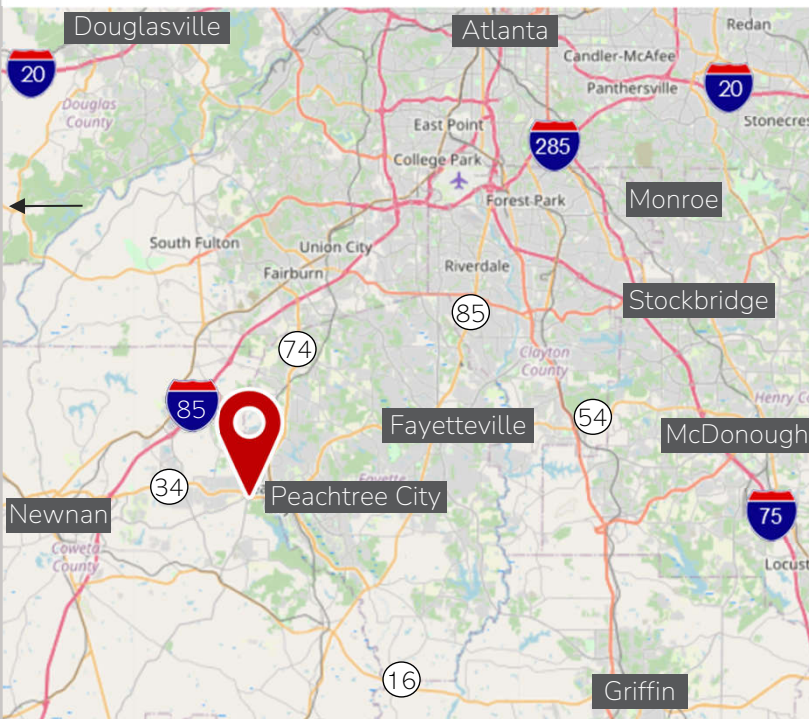 Douglasville
Atlanta
Redan
Candler-McAfee
20
Panthersville
20
Douglas
County
East Point
Stonecres
285
College Park
Monroe
Forest Park
South Fulton
Union City
Riverdale
Fairburn
Stockbridge
85
74
Clayton
County
Henry Co
85
54
Fayetteville
McDonough
Fayette
34
Peachtree City
Newnan
75
Coweta
County
Locust
16
Griffin